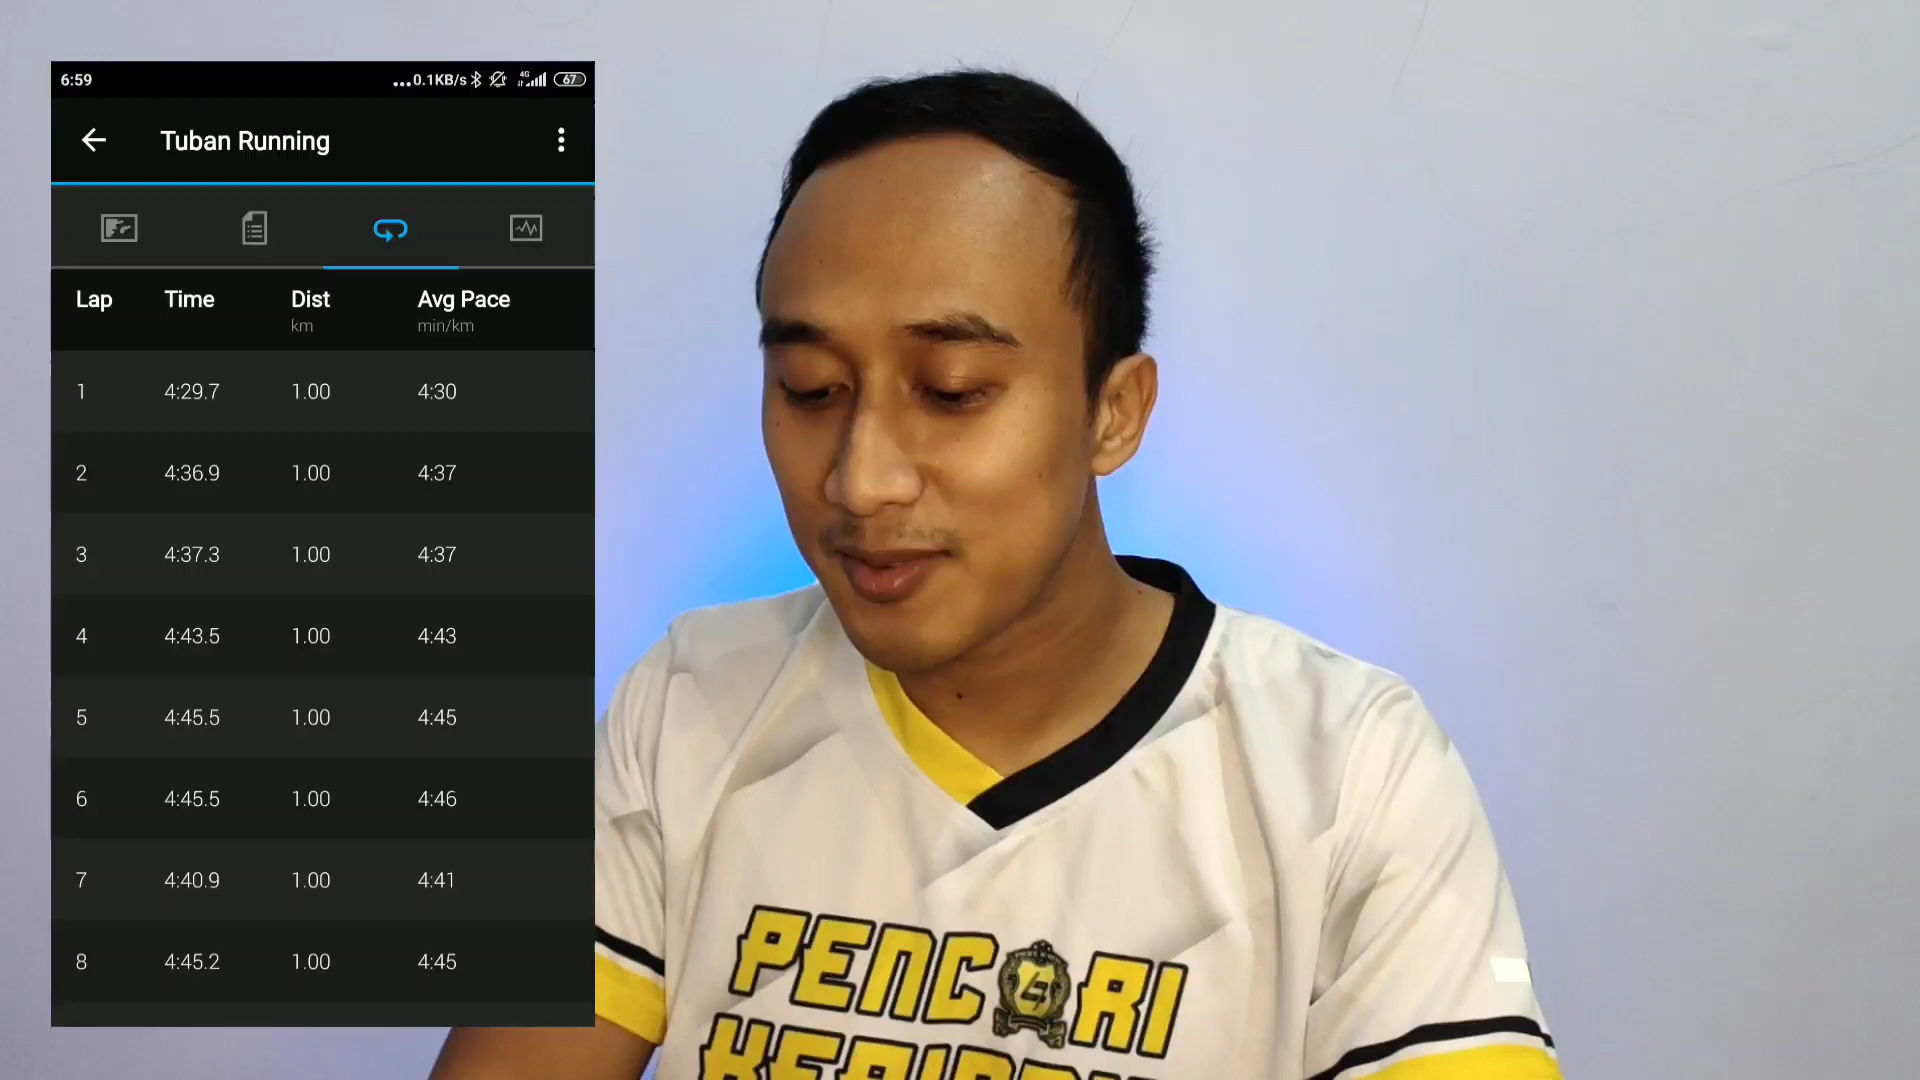 6:59
...0.1KB/s 4G 67
Tuban Running
Lap Time Dist Avg Pace
km min/km
1 4:29.7 1.00 4:30
2 4:36.9 1.00 4:37
3 4:37.3 1.00 4:37
4 4:43.5 1.00 4:43
5 4:45.5 1.00 4:45
6 4:45.5 1.00 4:46
7 4:40.9 1.00 4:41
8 4:45.2 1.00 4:45
PENCARI